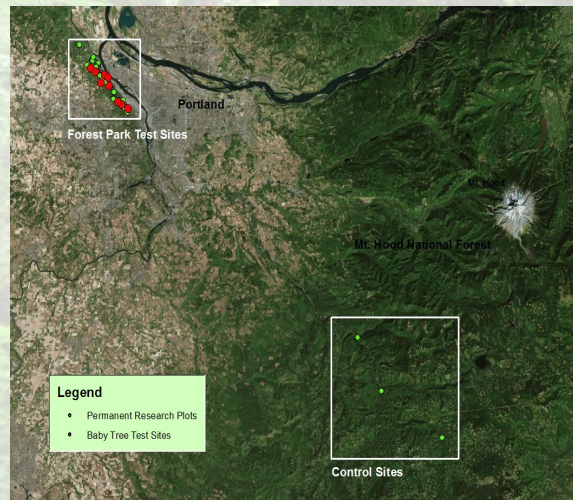 Portland
Forest Park Test Sites
Mt. Hood
Mt. Hood National Forest
Legend
Permanent Research Plots
Baby Tree Test Sites
Control Sites